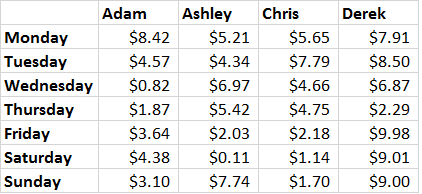 Adam Ashley Chris Derek
Monday $8.42 $5.21 $5.65 $7.91
Tuesday $4.57 $4.34 $7.79 $8.50
Wednesday $0.82 $6.97 $4.66 $6.87
Thursday $1.87 $5.42 $4.75 $2.29
Friday $3.64 $2.03 $2.18 $9.98
Saturday $4.38 $0.11 $1.14 $9.01
Sunday $3.10 $7.74 $1.70 $9.00